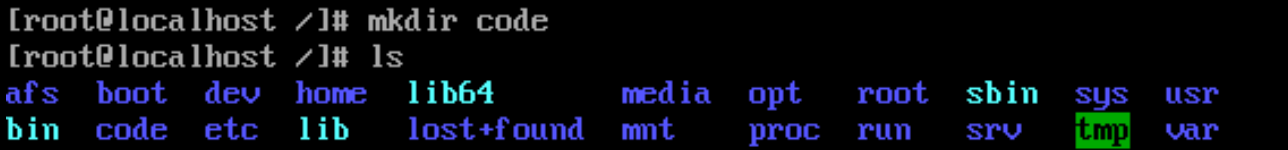 [root@localhost /]# mkdir code
[root@localhost /]# ls
afs boot dev home lib64 media opt root sbin sys usr
bin code etc lib lost+found mnt proc run srv tmp var